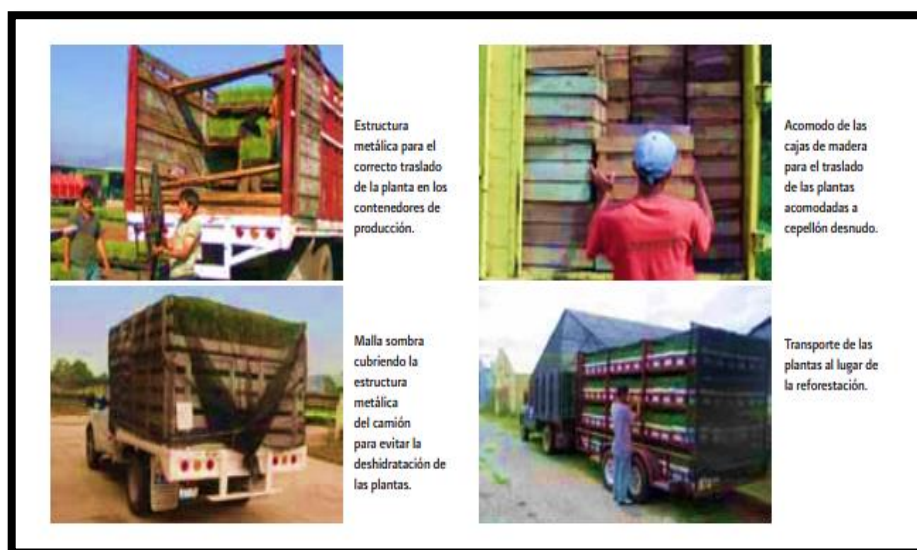 Estructura
metálica para el
correcto traslado
de la planta en los
contenedores de
producción.
Acomodo de las
cajas de madera
para el traslado
de las plantas
acomodadas a
cepellón desnudo.
Malla sombra
cubriendo la
estructura
metálica
del camión
para evitar la
deshidratación de
las plantas.
Transporte de las
plantas al lugar de
la reforestación.